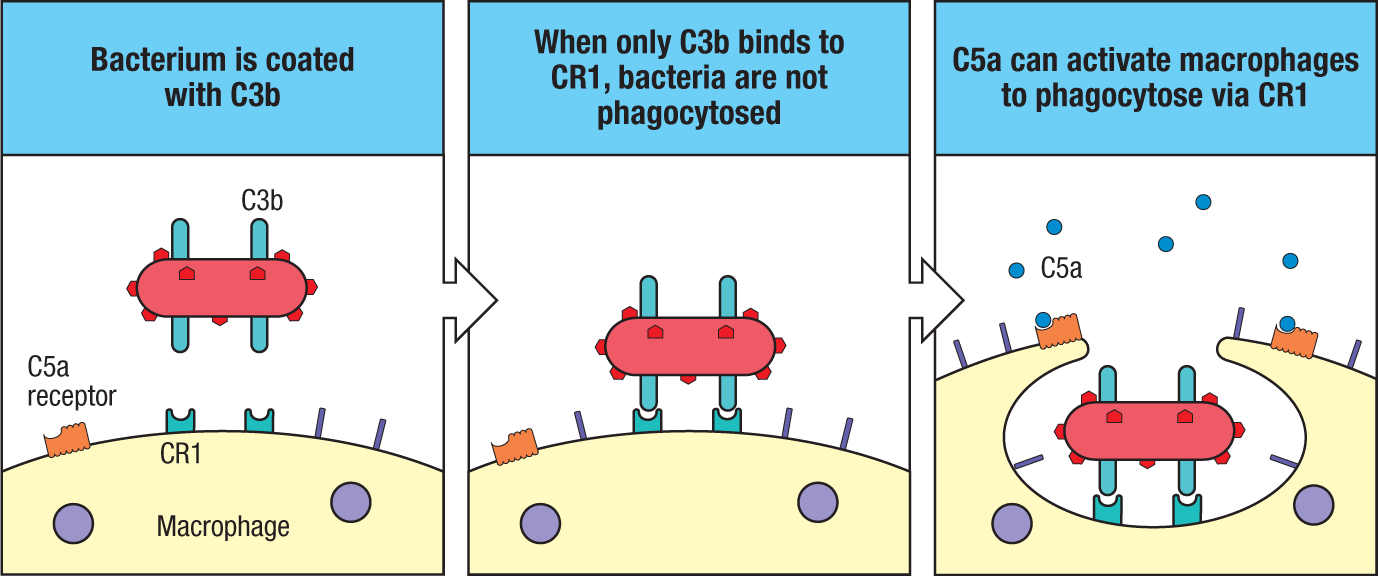 Bacterium is coated
with C3b
When only C3b binds to
CR1, bacteria are not
phagocytosed
C5a can activate macrophages
to phagocytose via CR1
C3b
C5a
receptor
CR1
Macrophage
C5a